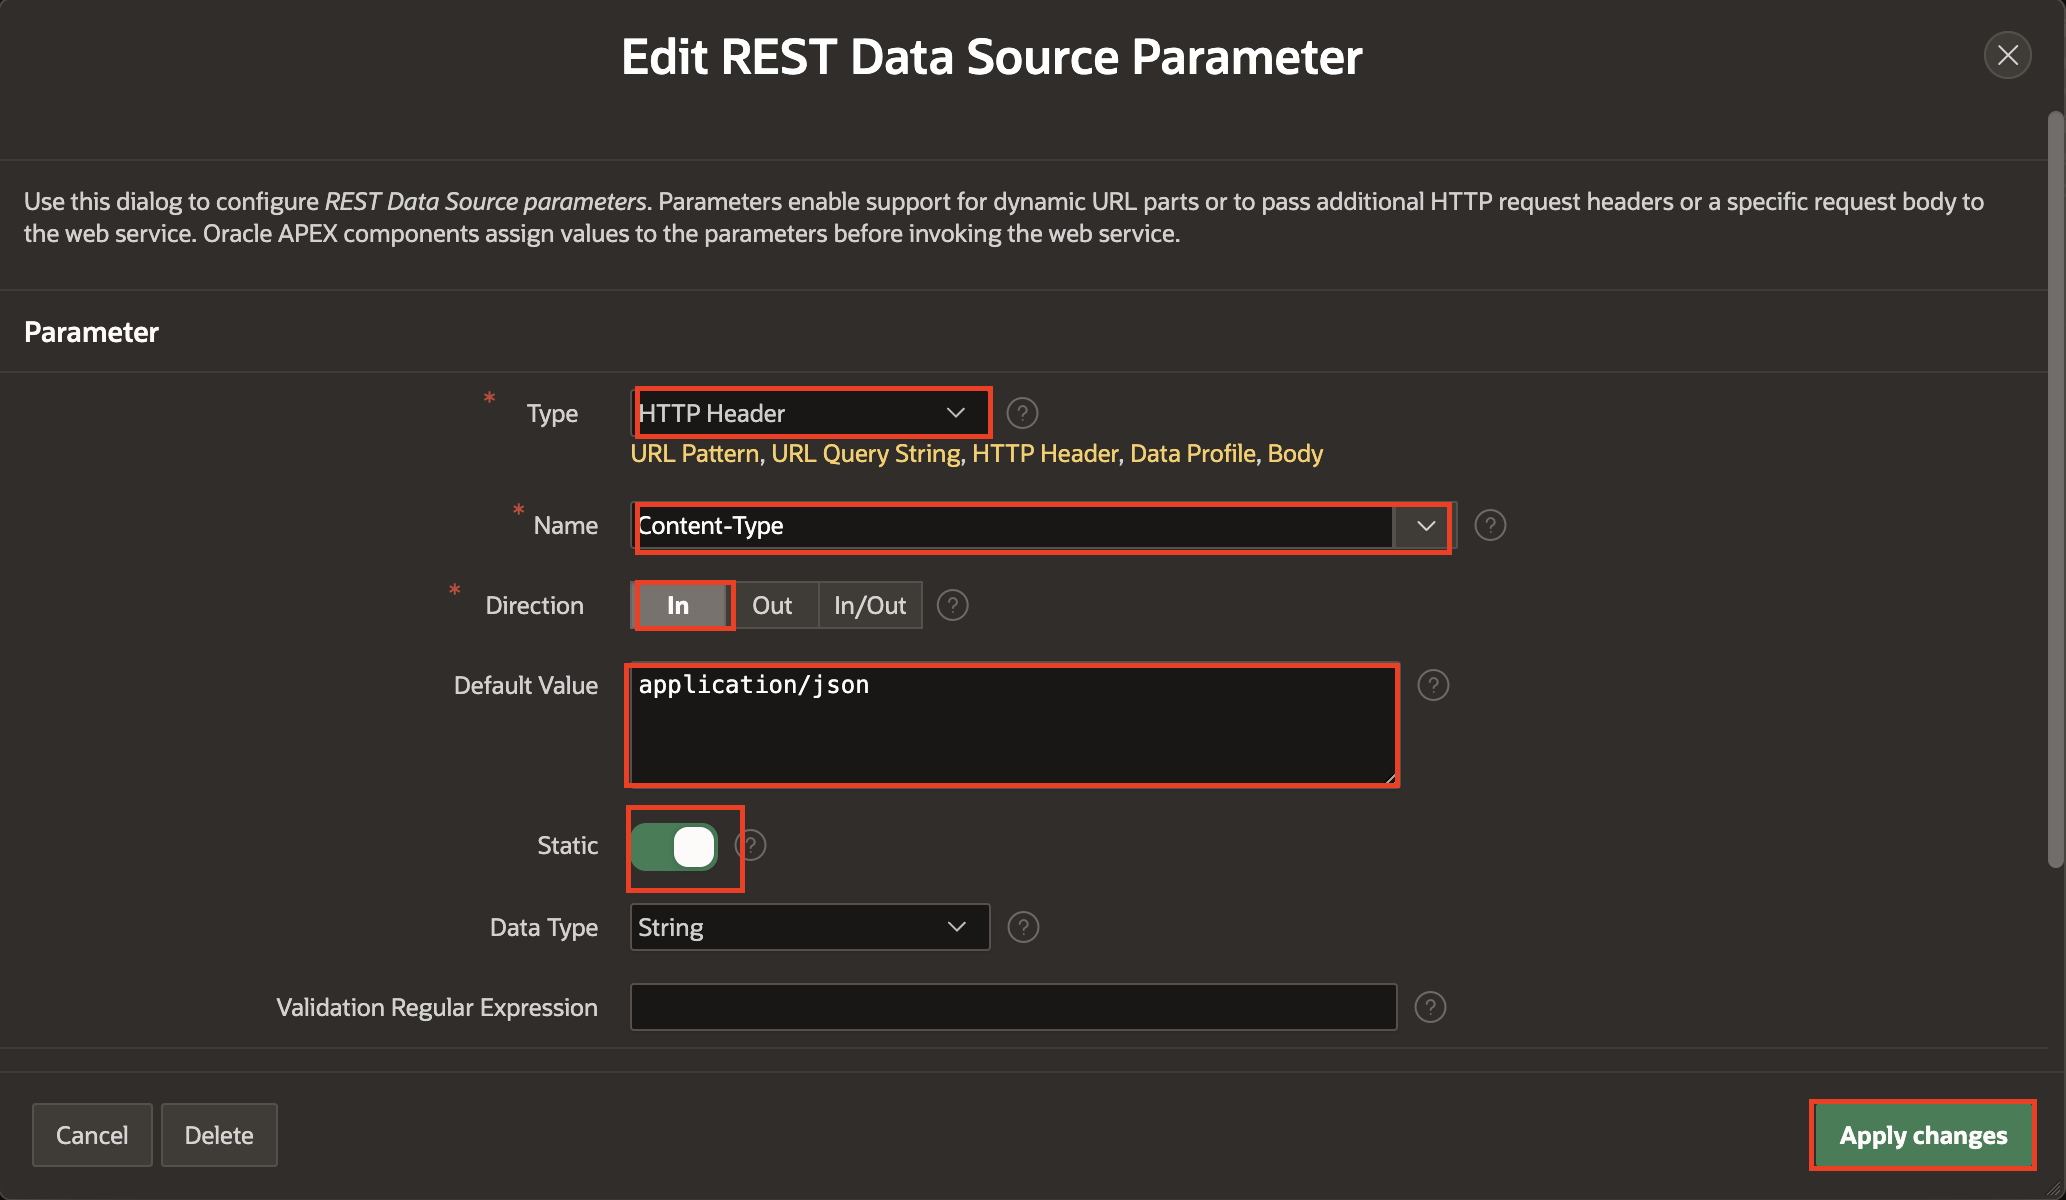 Edit REST Data Source Parameter
Use this dialog to configure REST Data Source parameters. Parameters enable support for dynamic URL parts or to pass additional HTTP request headers or a specific request body to
the web service. Oracle APEX components assign values to the parameters before invoking the web service.
Parameter
* Type HTTP Header ?
URL Pattern, URL Query String, HTTP Header, Data Profile, Body
* Name Content-Type ?
* Direction In Out In/Out ?
Default Value application/json ?
Static ?
Data Type String ?
Validation Regular Expression ?
Cancel Delete Apply changes